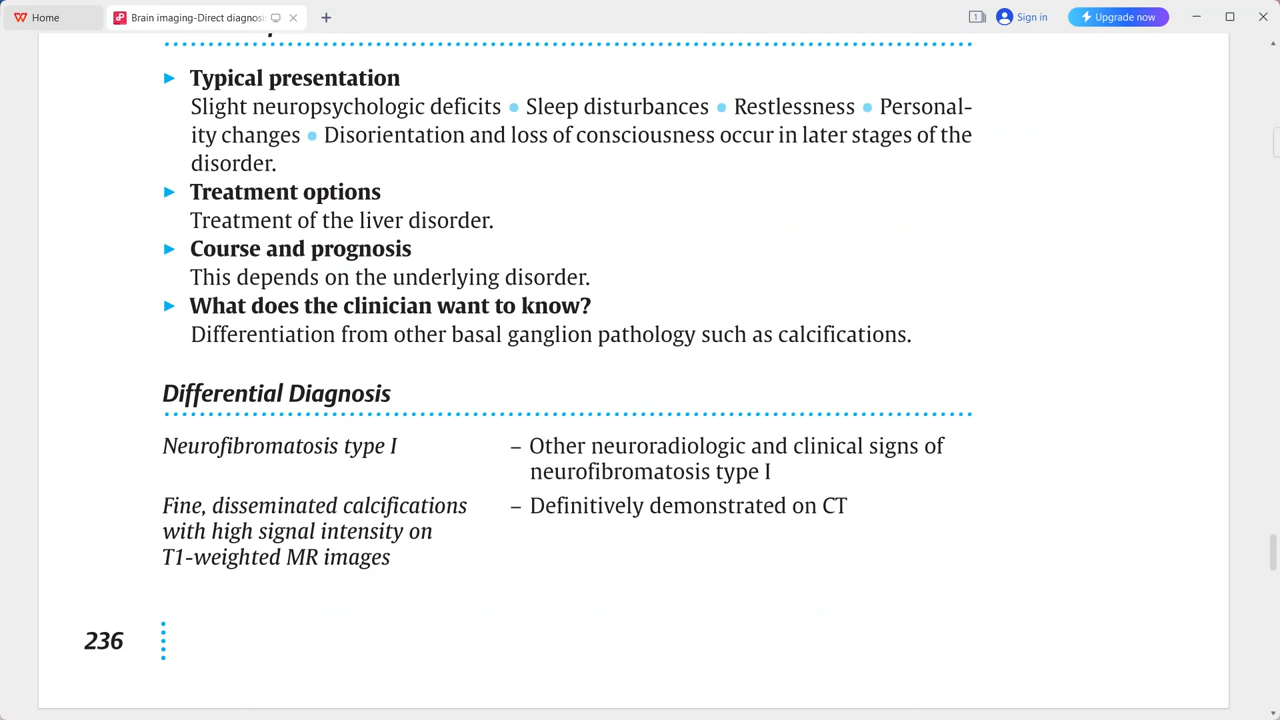 Home
Brain imaging-Direct diagnosi
1
Sign in
Upgrade now
Typical presentation
Slight neuropsychologic deficits • Sleep disturbances • Restlessness • Personal-
ity changes • Disorientation and loss of consciousness occur in later stages of the
disorder.
Treatment options
Treatment of the liver disorder.
Course and prognosis
This depends on the underlying disorder.
What does the clinician want to know?
Differentiation from other basal ganglion pathology such as calcifications.
Differential Diagnosis
Neurofibromatosis type I – Other neuroradiologic and clinical signs of
neurofibromatosis type I
Fine, disseminated calcifications – Definitively demonstrated on CT
with high signal intensity on
T1-weighted MR images
236